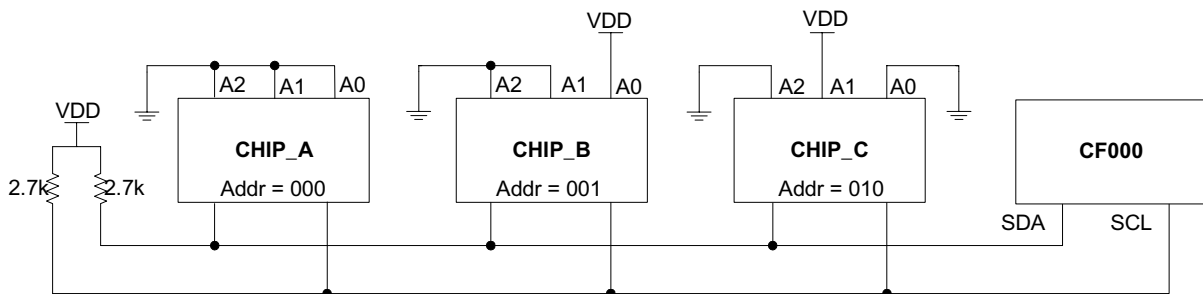 VDD
VDD
A2 A1 A0
A2 A1 A0
A2 A1 A0
VDD
CHIP_A
CHIP_B
CHIP_C
CF000
2.7k 2.7k
Addr = 000
Addr = 001
Addr = 010
SDA SCL